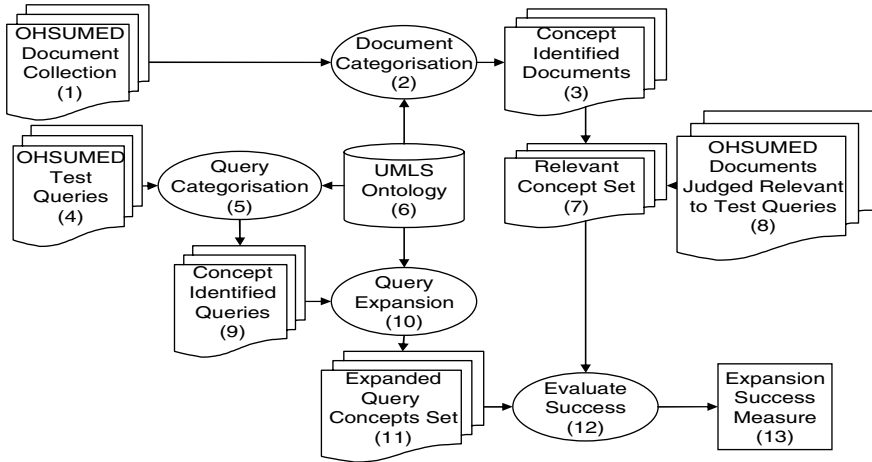 OHSUMED
Document
Collection
(1)
Document
Categorisation
(2)
Concept
Identified
Documents
(3)
OHSUMED
Test
Queries
(4)
Query
Categorisation
(5)
UMLS
Ontology
(6)
Relevant
Concept Set
(7)
OHSUMED
Documents
Judged Relevant
to Test Queries
(8)
Concept
Identified
Queries
(9)
Query
Expansion
(10)
Expanded
Query
Concepts Set
(11)
Evaluate
Success
(12)
Expansion
Success
Measure
(13)